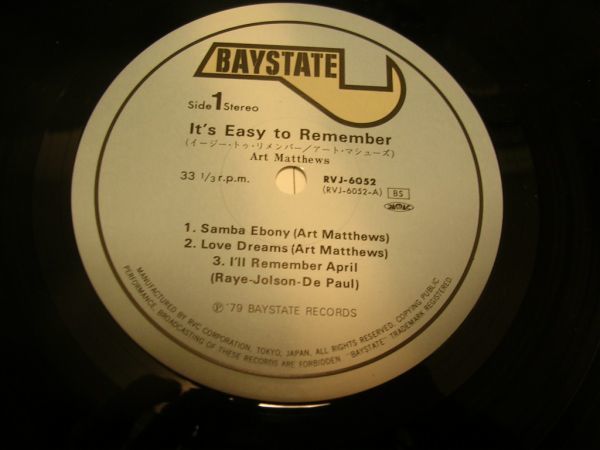 BAYSTATE
Side 1 Stereo
It's Easy to Remember
(イージー・トゥ・リメンバー/アート・マシューズ)
Art Matthews
33 1/3 r.p.m.
RVJ-6052
(RVJ-6052-A) BS
1. Samba Ebony (Art Matthews)
2. Love Dreams (Art Matthews)
3. I'll Remember April
(Raye-Jolson-De Paul)
Ⓟ '79 BAYSTATE RECORDS
MANUFACTURED BY RVC CORPORATION, TOKYO, JAPAN. ALL RIGHTS RESERVED. COPYING PUBLIC
PERFORMANCE, BROADCASTING OF THESE RECORDS ARE FORBIDDEN. "BAYSTATE" TRADEMARK REGISTERED.